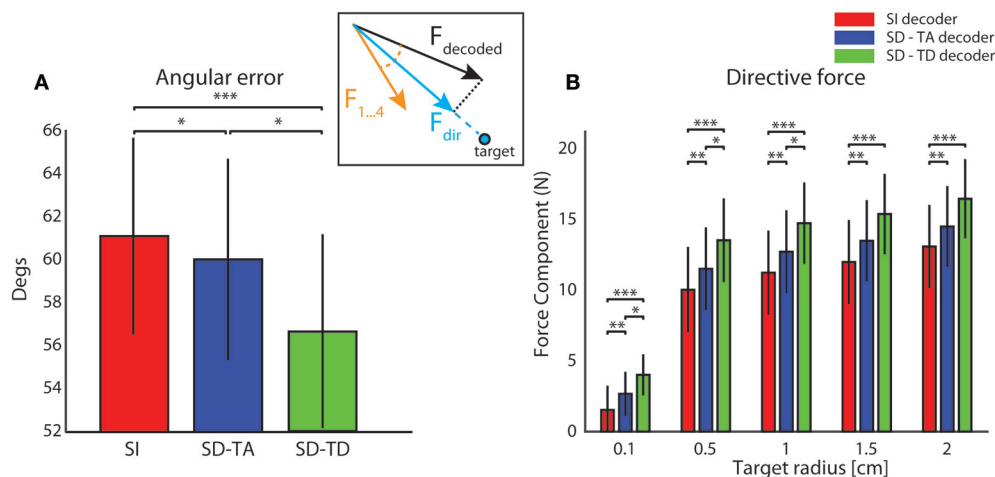 SI decoder
SD - TA decoder
SD - TD decoder
A
Angular error
***
*
*
66
64
62
60
58
56
54
52
Degs
SI
SD-TA
SD-TD
F decoded
F 1...4
F dir
target
B
Directive force
20
15
10
5
0
Force Component (N)
***
**
*
***
**
*
***
**
*
***
**
***
**
0.1
0.5
1
1.5
2
Target radius [cm]